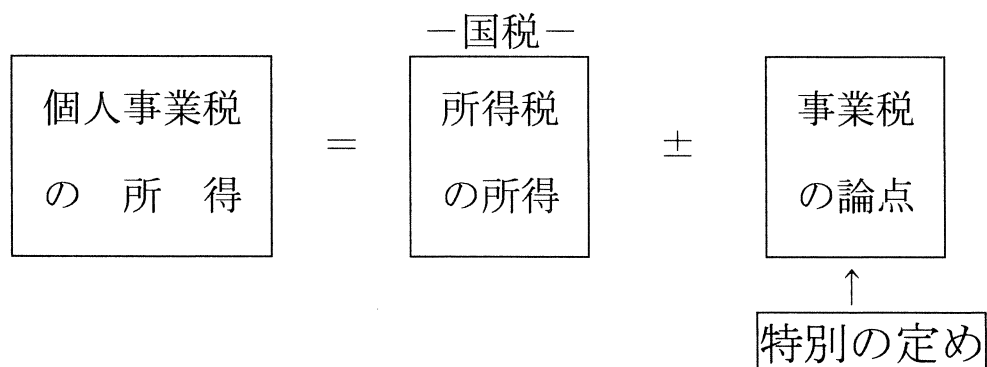 －国税－
個人事業税
の所得
＝
所得税
の所得
±
事業税
の論点
↑
特別の定め